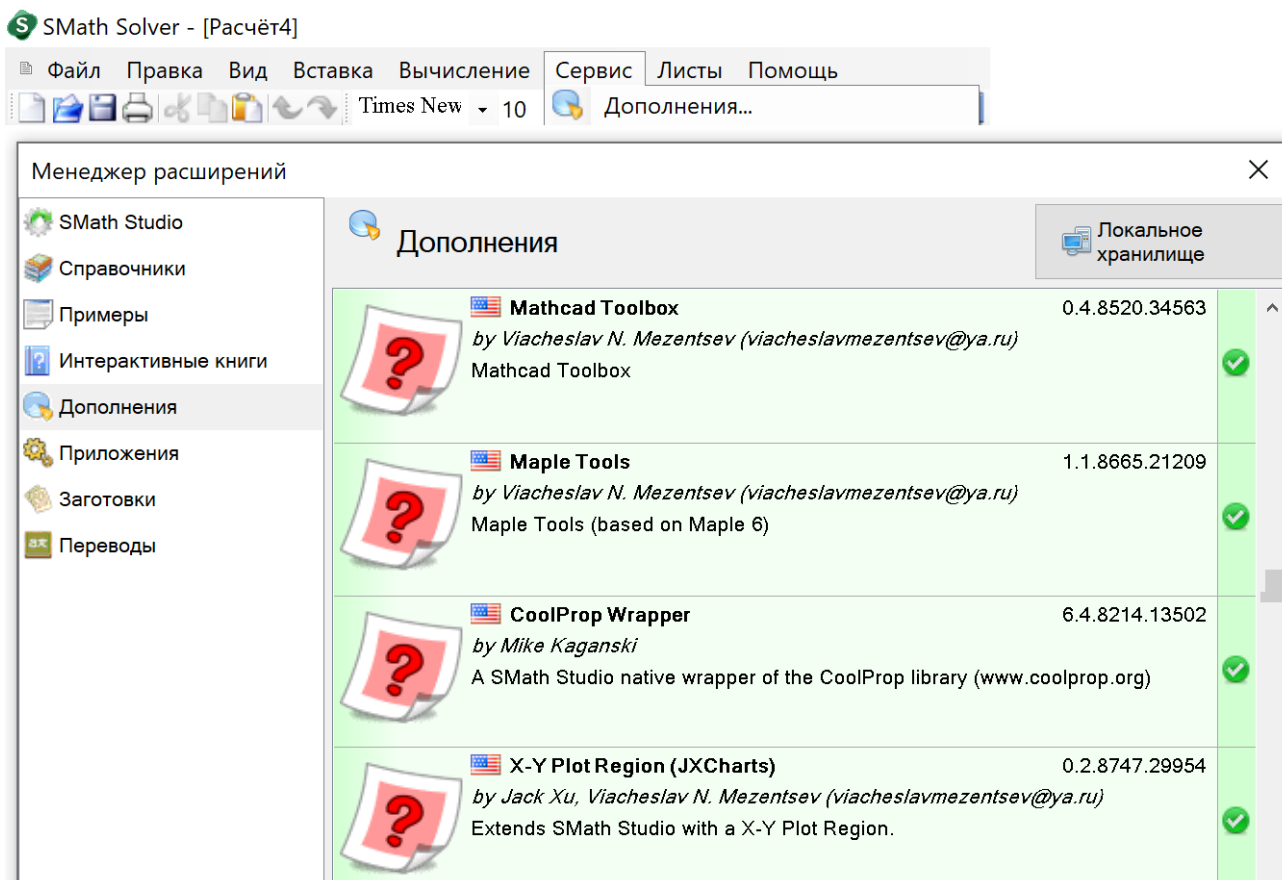 SMath Solver - [Расчёт4]
Файл Правка Вид Вставка Вычисление Сервис Листы Помощь
Times New 10 Дополнения...
Менеджер расширений
SMath Studio
Справочники
Примеры
Интерактивные книги
Дополнения
Приложения
Заготовки
Переводы
Дополнения
Локальное
хранилище
Mathcad Toolbox 0.4.8520.34563
by Viacheslav N. Mezentsev (viacheslavmezentsev@ya.ru)
Mathcad Toolbox
Maple Tools 1.1.8665.21209
by Viacheslav N. Mezentsev (viacheslavmezentsev@ya.ru)
Maple Tools (based on Maple 6)
CoolProp Wrapper 6.4.8214.13502
by Mike Kaganski
A SMath Studio native wrapper of the CoolProp library (www.coolprop.org)
X-Y Plot Region (JXCharts) 0.2.8747.29954
by Jack Xu, Viacheslav N. Mezentsev (viacheslavmezentsev@ya.ru)
Extends SMath Studio with a X-Y Plot Region.